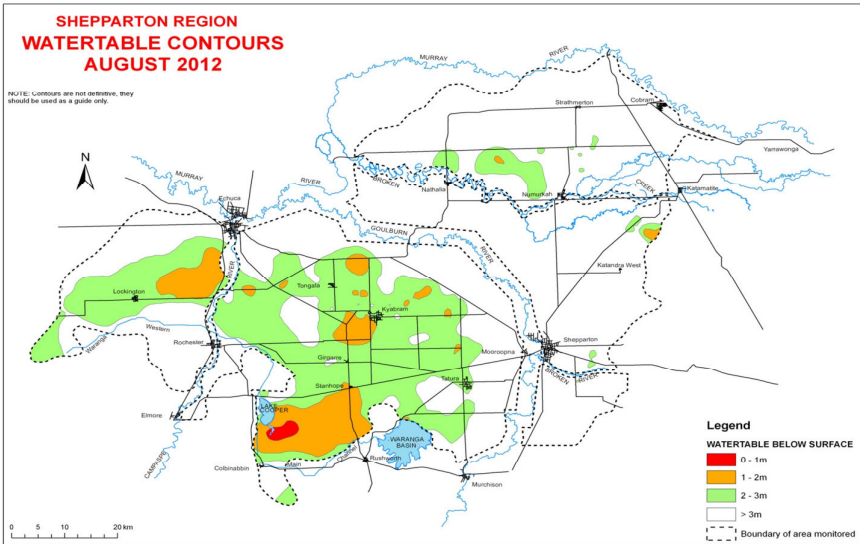 SHEPPARTON REGION
WATERTABLE CONTOURS
AUGUST 2012
NOTE: Contours are not definitive, they
should be used as a guide only.
N
MURRAY
RIVER
Strathmerton
Cobram
Yarrawonga
MURRAY
RIVER
BROKEN
Nathalia
Numurkah
CREEK
Katamatite
Echuca
GOULBURN
RIVER
Katandra West
Lockington
RIVER
Tongala
Kyabram
Waranga
Western
Rochester
Girgarre
Mooroopna
Shepparton
BROKEN
RIVER
Stanhope
Tatura
Elmore
LAKE
COOPER
WARANGA
BASIN
Colbinabbin
Main
Channel
Rushworth
Murchison
0 5 10 20 km
Legend
WATERTABLE BELOW SURFACE
0 - 1m
1 - 2m
2 - 3m
> 3m
Boundary of area monitored